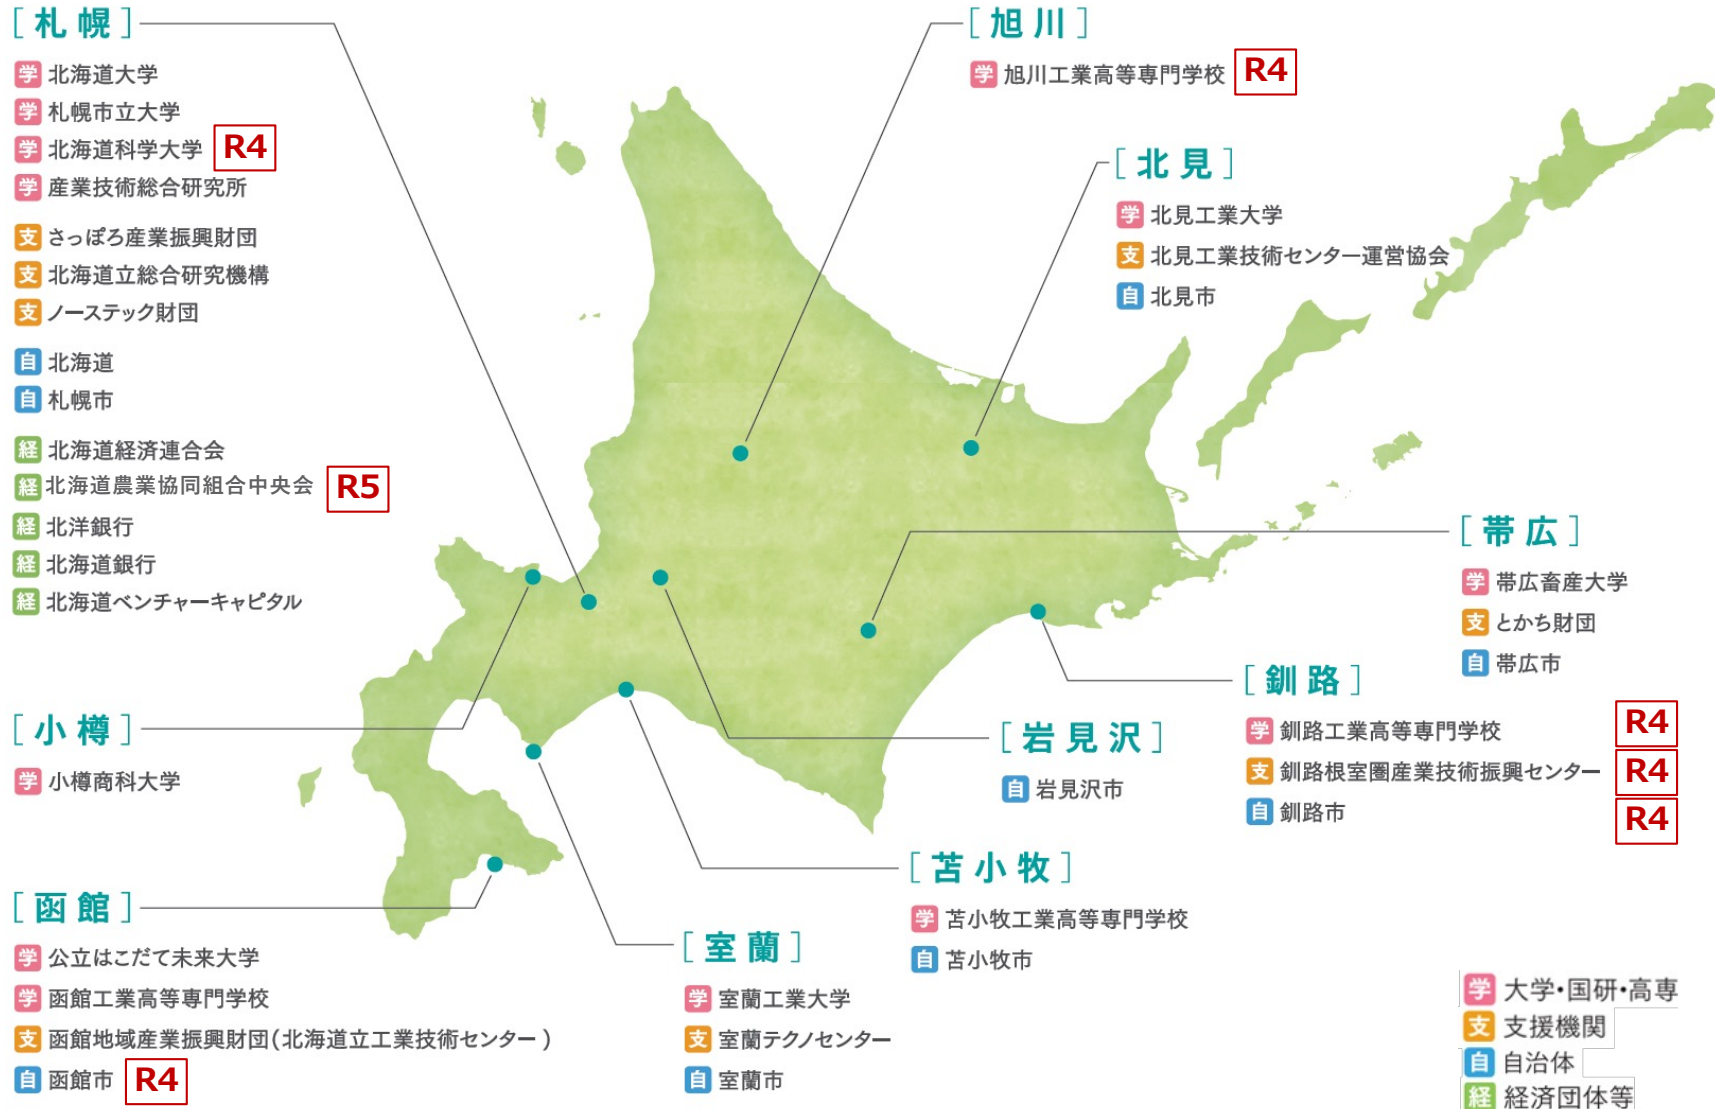 [札幌]
学 北海道大学
学 札幌市立大学
学 北海道科学大学 R4
学 産業技術総合研究所
支 さっぽろ産業振興財団
支 北海道立総合研究機構
支 ノーステック財団
自 北海道
自 札幌市
経 北海道経済連合会
経 北海道農業協同組合中央会 R5
経 北洋銀行
経 北海道銀行
経 北海道ベンチャーキャピタル
[旭川]
学 旭川工業高等専門学校 R4
[北見]
学 北見工業大学
支 北見工業技術センター運営協会
自 北見市
[帯広]
学 帯広畜産大学
支 とかち財団
自 帯広市
[釧路]
学 釧路工業高等専門学校 R4
支 釧路根室圏産業技術振興センター R4
自 釧路市 R4
[小樽]
学 小樽商科大学
[岩見沢]
自 岩見沢市
[苫小牧]
学 苫小牧工業高等専門学校
自 苫小牧市
[函館]
学 公立はこだて未来大学
学 函館工業高等専門学校
支 函館地域産業振興財団(北海道立工業技術センター)
自 函館市 R4
[室蘭]
学 室蘭工業大学
支 室蘭テクノセンター
自 室蘭市
学 大学・国研・高専
支 支援機関
自 自治体
経 経済団体等